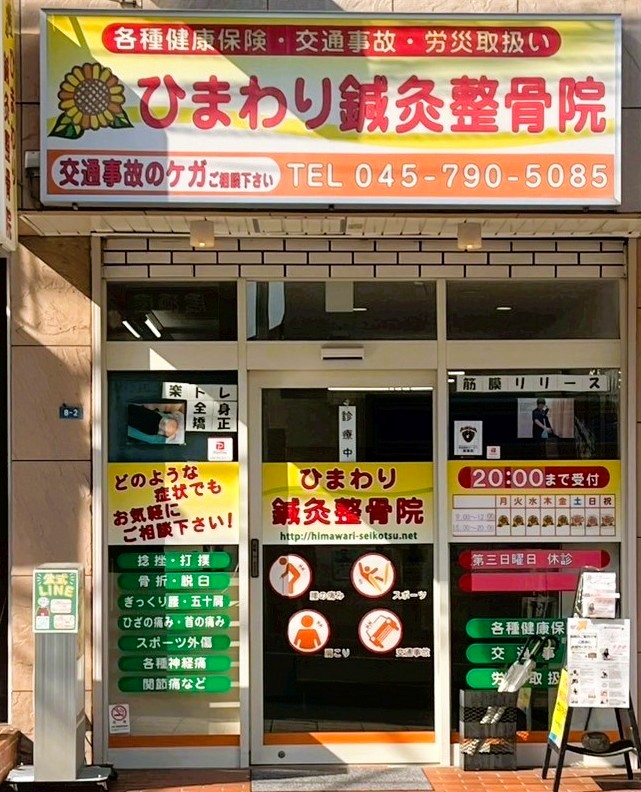 各種健康保険・交通事故・労災取扱い
ひまわり鍼灸整骨院
交通事故のケガご相談下さい
TEL 045-790-5085
8-2
楽トレ
全身矯正
診療中
筋膜リリース
どのような
症状でも
お気軽に
ご相談下さい!
ひまわり
鍼灸整骨院
http://himawari-seikotsu.net
20:00まで受付
月火水木金土日祝
第三日曜日 休診
捻挫・打撲
骨折・脱臼
ぎっくり腰・五十肩
ひざの痛み・首の痛み
スポーツ外傷
各種神経痛
関節痛など
腰の痛み
スポーツ
肩こり
交通事故
各種健康保
交通事
労災取扱
公式
LINE